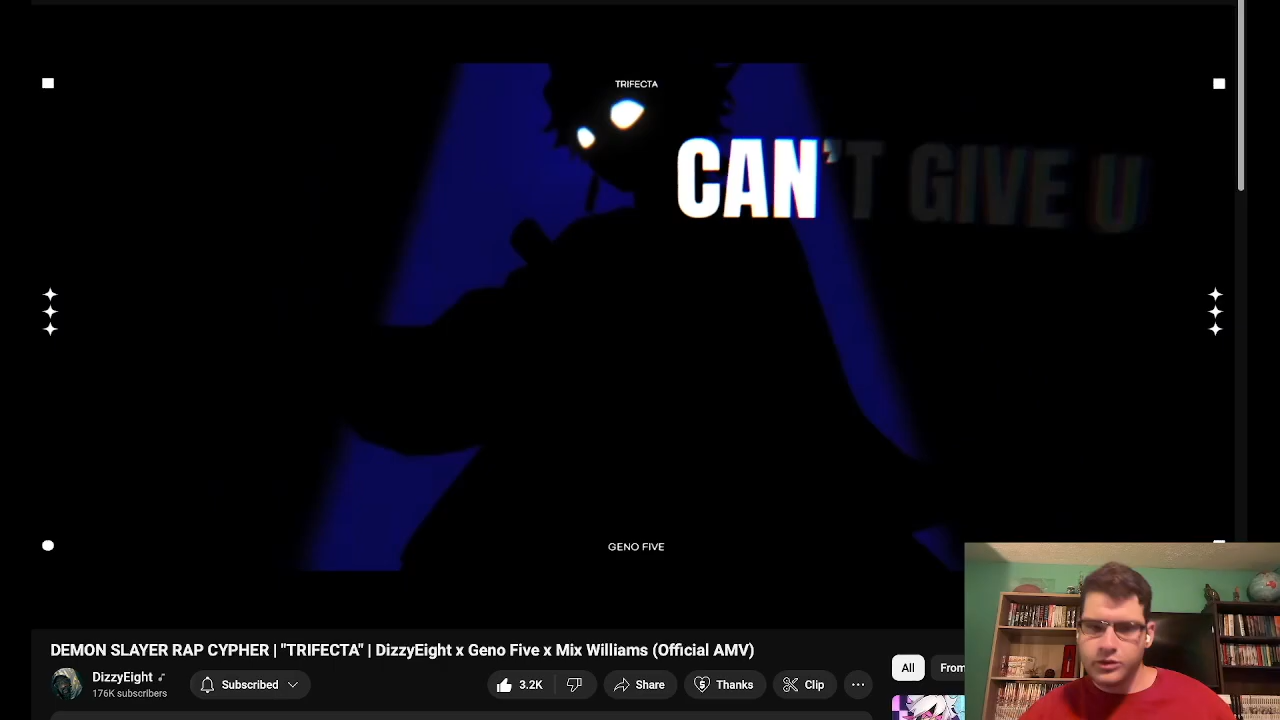 TRIFECTA
CAN'T GIVE U
GENO FIVE
DEMON SLAYER RAP CYPHER | "TRIFECTA" | DizzyEight x Geno Five x Mix Williams (Official AMV)
DizzyEight
176K subscribers
Subscribed
3.2K
Share
Thanks
Clip
All
From